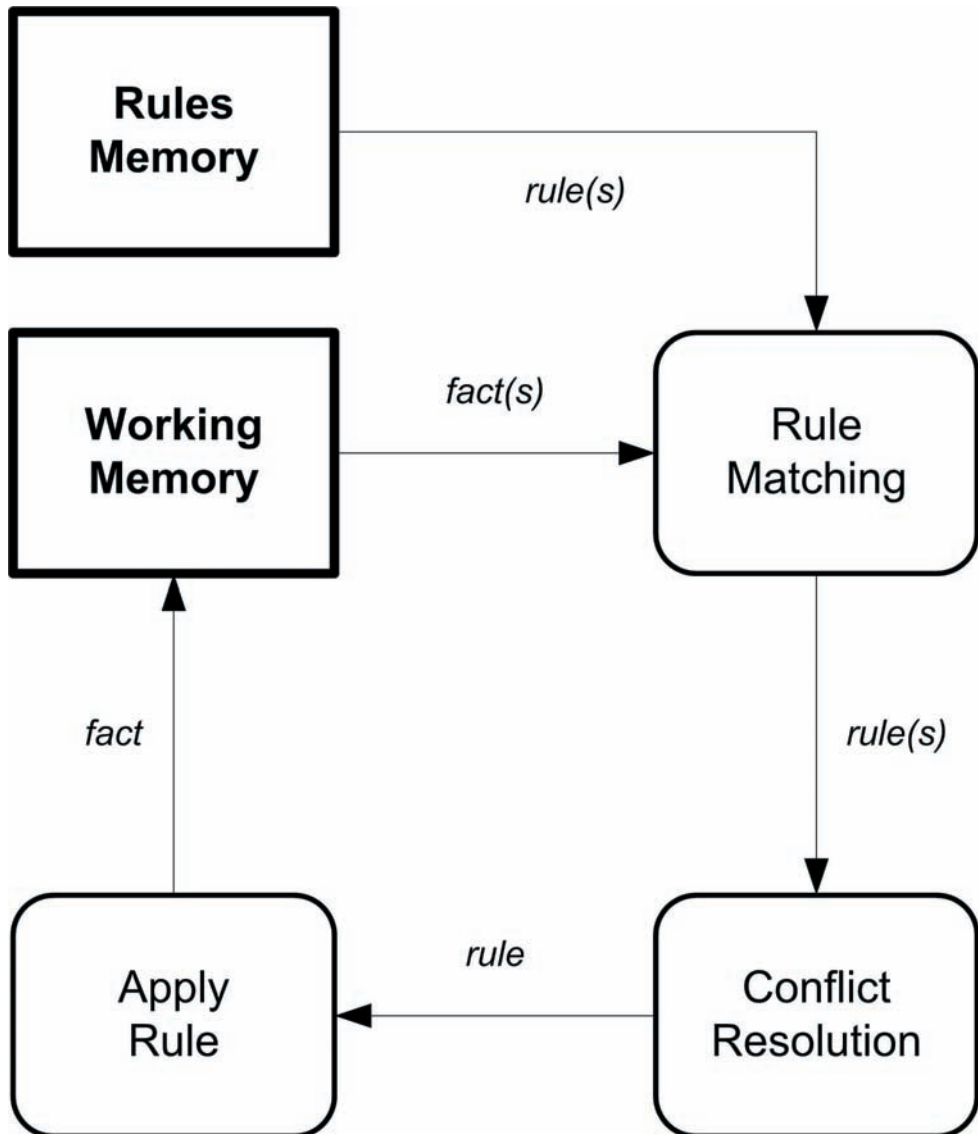 Rules
Memory
rule(s)
Working
Memory
fact(s)
Rule
Matching
fact
rule(s)
Apply
Rule
rule
Conflict
Resolution